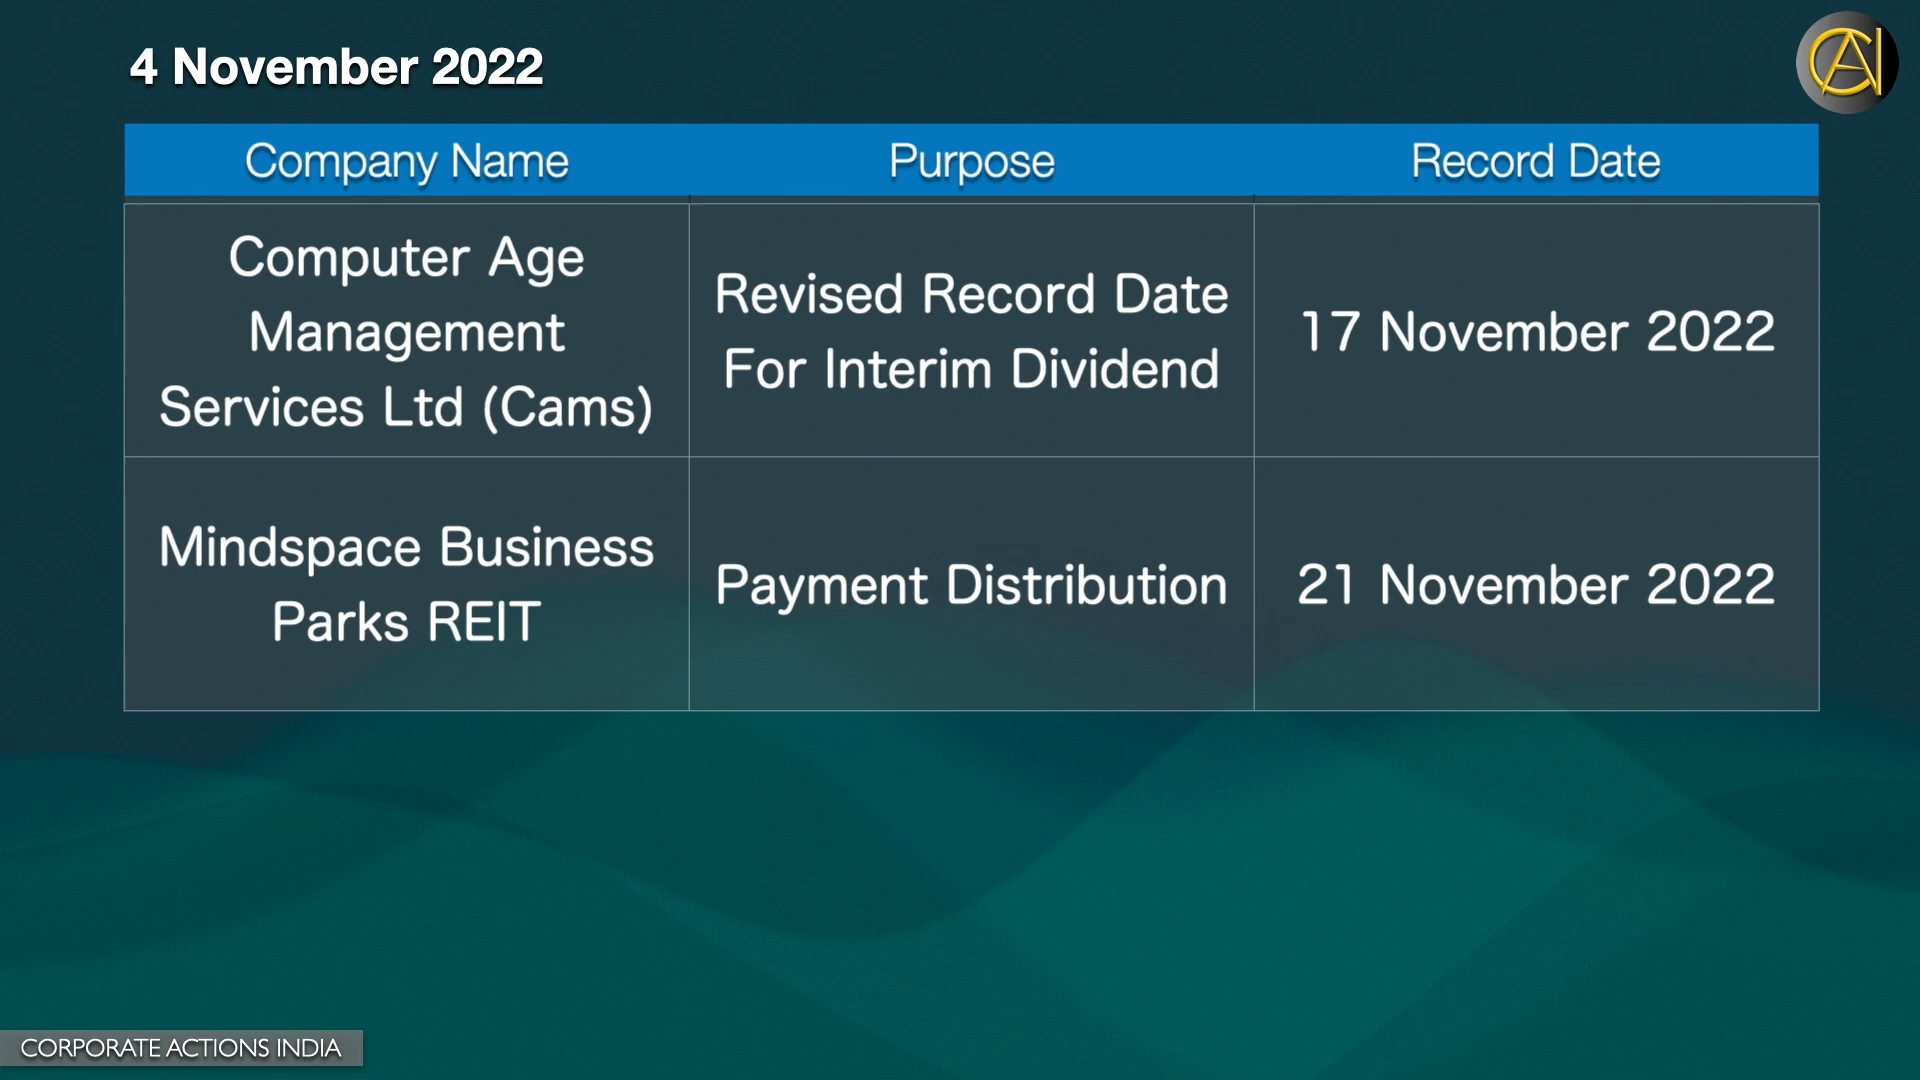 4 November 2022
Company Name
Purpose
Record Date
Computer Age
Management
Services Ltd (Cams)
Revised Record Date
For Interim Dividend
17 November 2022
Mindspace Business
Parks REIT
Payment Distribution
21 November 2022
CORPORATE ACTIONS INDIA
CAI